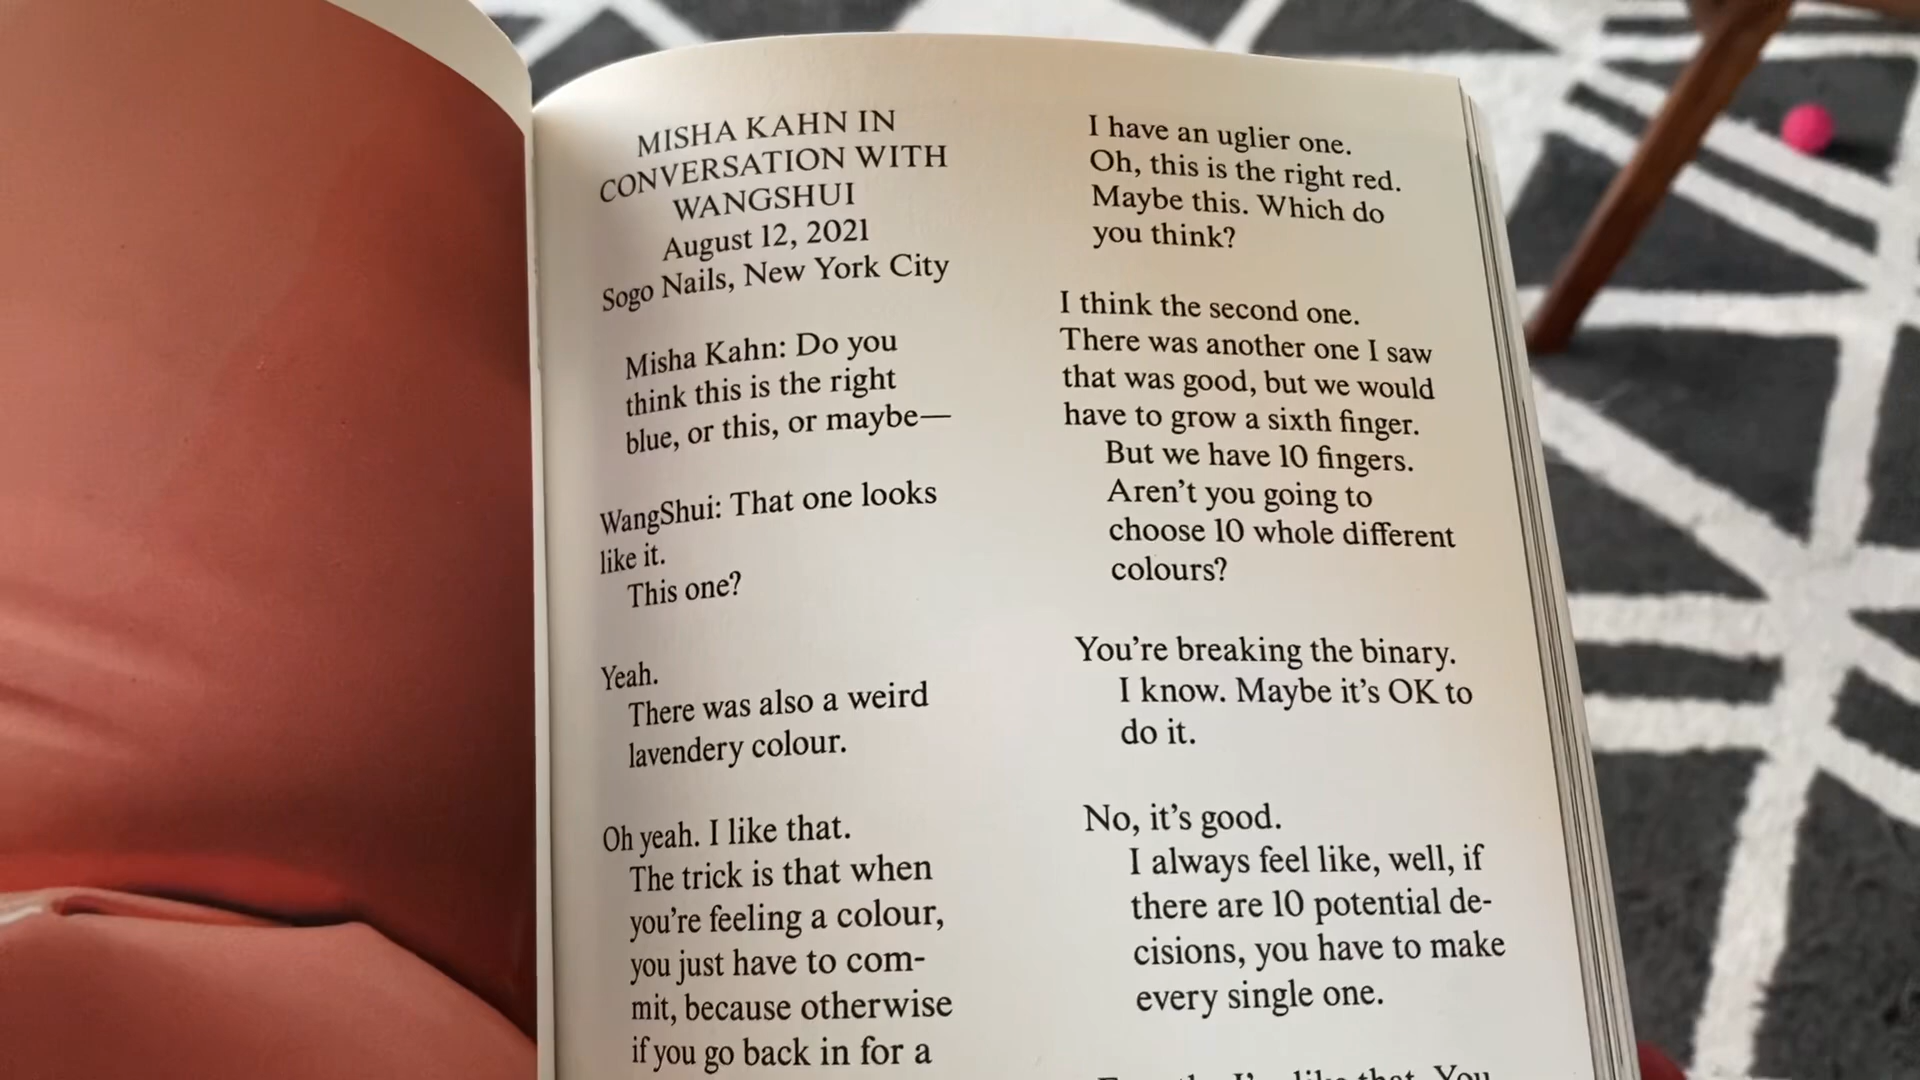 MISHA KAHN IN
CONVERSATION WITH
WANGSHUI
August 12, 2021
Sogo Nails, New York City
Misha Kahn: Do you
think this is the right
blue, or this, or maybe—
WangShui: That one looks
like it.
This one?
Yeah.
There was also a weird
lavendery colour.
Oh yeah. I like that.
The trick is that when
you're feeling a colour,
you just have to com-
mit, because otherwise
if you go back in for a
I have an uglier one.
Oh, this is the right red.
Maybe this. Which do
you think?
I think the second one.
There was another one I saw
that was good, but we would
have to grow a sixth finger.
But we have 10 fingers.
Aren't you going to
choose 10 whole different
colours?
You're breaking the binary.
I know. Maybe it's OK to
do it.
No, it's good.
I always feel like, well, if
there are 10 potential de-
cisions, you have to make
every single one.
like that. You